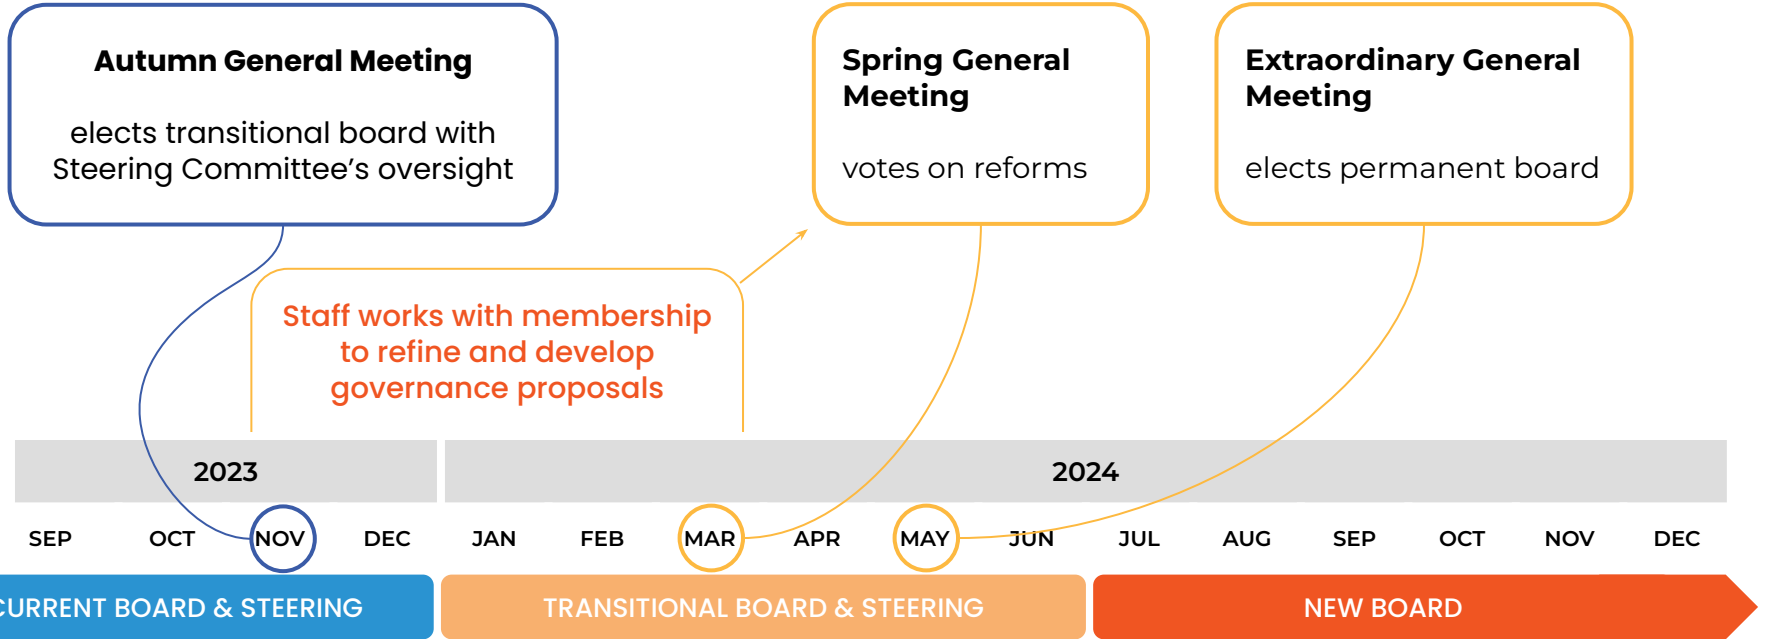 Autumn General Meeting
elects transitional board with
Steering Committee’s oversight
Spring General
Meeting
votes on reforms
Extraordinary General
Meeting
elects permanent board
Staff works with membership
to refine and develop
governance proposals
2023
2024
SEP OCT NOV DEC JAN FEB MAR APR MAY JUN JUL AUG SEP OCT NOV DEC
CURRENT BOARD & STEERING
TRANSITIONAL BOARD & STEERING
NEW BOARD